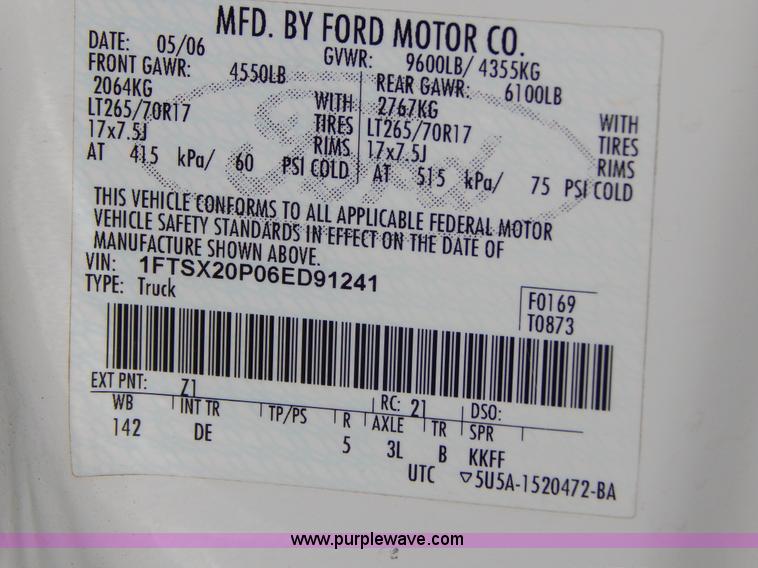 MFD. BY FORD MOTOR CO.
DATE: 05/06 GVWR: 9600LB/ 4355KG
FRONT GAWR: 4550LB REAR GAWR: 6100LB
2064KG WITH 2767KG WITH
LT265/70R17 TIRES LT265/70R17 TIRES
17x7.5J RIMS 17x7.5J RIMS
AT 415 kPa/ 60 PSI COLD AT 515 kPa/ 75 PSI COLD
Ford
THIS VEHICLE CONFORMS TO ALL APPLICABLE FEDERAL MOTOR
VEHICLE SAFETY STANDARDS IN EFFECT ON THE DATE OF
MANUFACTURE SHOWN ABOVE.
VIN: 1FTSX20P06ED91241
TYPE: Truck
F0169
T0873
EXT PNT: Z1 RC: 21 DSO:
WB INT TR TP/PS R AXLE TR SPR
142 DE 5 3L B KKFF
UTC ▽5U5A-1520472-BA
www.purplewave.com